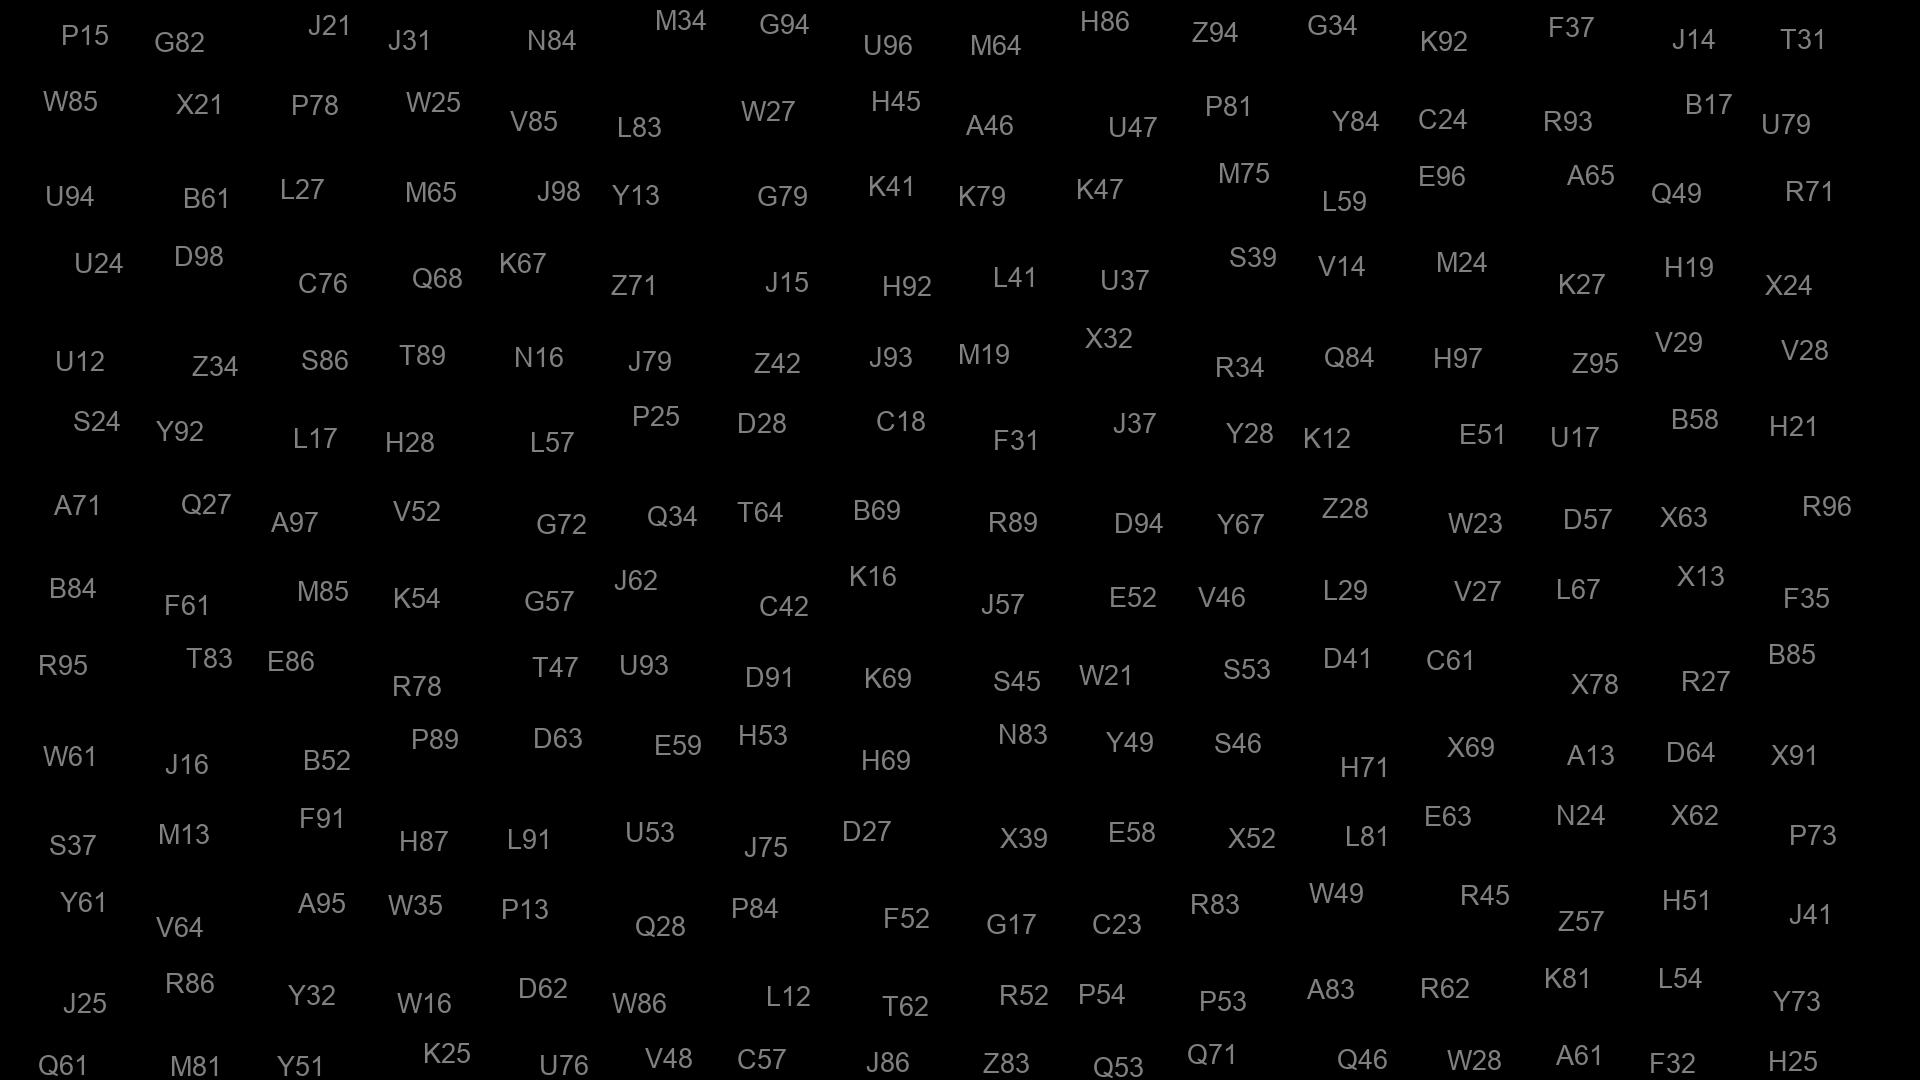 P15 G82 J21 J31 N84 M34 G94 U96 M64 H86 Z94 G34 K92 F37 J14 T31
W85 X21 P78 W25 V85 L83 W27 H45 A46 U47 P81 Y84 C24 R93 B17 U79
U94 B61 L27 M65 J98 Y13 G79 K41 K79 K47 M75 L59 E96 A65 Q49 R71
U24 D98 C76 Q68 K67 Z71 J15 H92 L41 U37 S39 V14 M24 K27 H19 X24
U12 Z34 S86 T89 N16 J79 Z42 J93 M19 X32 R34 Q84 H97 Z95 V29 V28
S24 Y92 L17 H28 L57 P25 D28 C18 F31 J37 Y28 K12 E51 U17 B58 H21
A71 Q27 A97 V52 G72 Q34 T64 B69 R89 D94 Y67 Z28 W23 D57 X63 R96
B84 F61 M85 K54 G57 J62 C42 K16 J57 E52 V46 L29 V27 L67 X13 F35
R95 T83 E86 R78 T47 U93 D91 K69 S45 W21 S53 D41 C61 X78 R27 B85
W61 J16 B52 P89 D63 E59 H53 H69 N83 Y49 S46 H71 X69 A13 D64 X91
S37 M13 F91 H87 L91 U53 J75 D27 X39 E58 X52 L81 E63 N24 X62 P73
Y61 V64 A95 W35 P13 Q28 P84 F52 G17 C23 R83 W49 R45 Z57 H51 J41
J25 R86 Y32 W16 D62 W86 L12 T62 R52 P54 P53 A83 R62 K81 L54 Y73
Q61 M81 Y51 K25 U76 V48 C57 J86 Z83 Q53 Q71 Q46 W28 A61 F32 H25